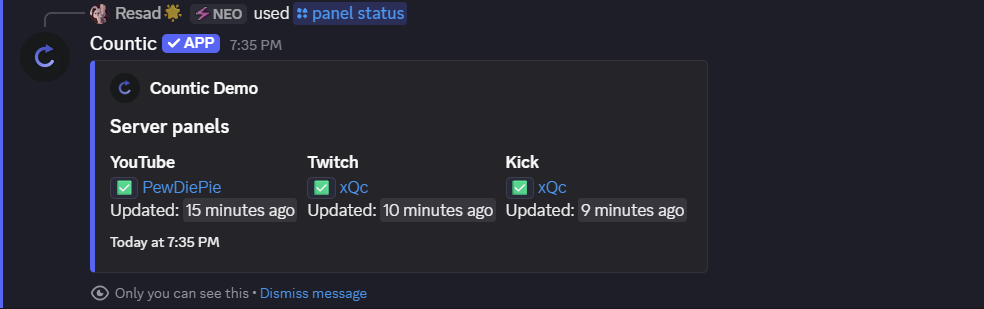 Resad NEO used panel status
Countic APP 7:35 PM
Countic Demo
Server panels
YouTube Twitch Kick
PewDiePie xQc xQc
Updated: 15 minutes ago Updated: 10 minutes ago Updated: 9 minutes ago
Today at 7:35 PM
Only you can see this • Dismiss message